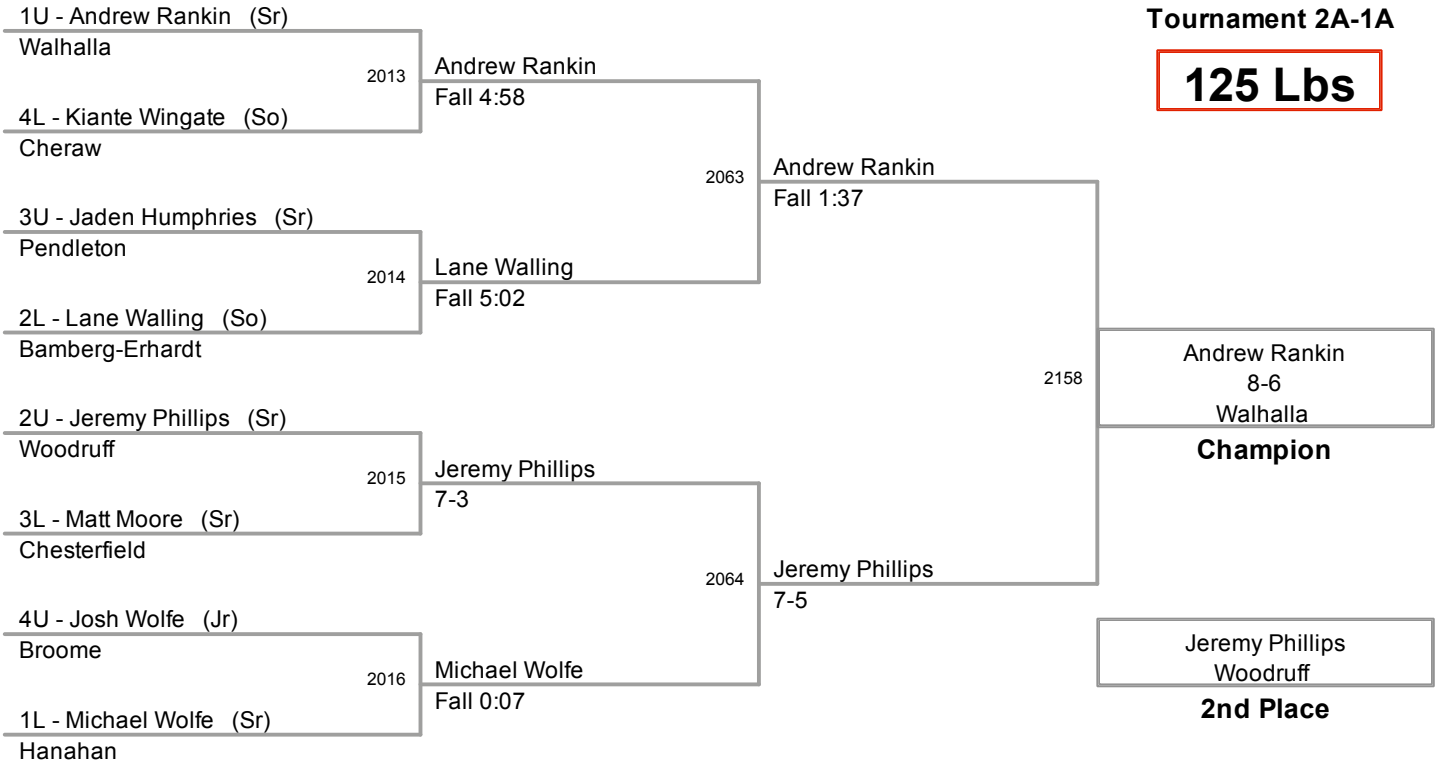 1U - Andrew Rankin (Sr)
Walhalla
2013
4L - Kiante Wingate (So)
Cheraw
3U - Jaden Humphries (Sr)
Pendleton
2014
2L - Lane Walling (So)
Bamberg-Erhardt
2U - Jeremy Phillips (Sr)
Woodruff
2015
3L - Matt Moore (Sr)
Chesterfield
4U - Josh Wolfe (Jr)
Broome
2016
1L - Michael Wolfe (Sr)
Hanahan
Andrew Rankin
Fall 4:58
2063
Lane Walling
Fall 5:02
Jeremy Phillips
7-3
2064
Michael Wolfe
Fall 0:07
Andrew Rankin
Fall 1:37
2158
Jeremy Phillips
7-5
Tournament 2A-1A
125 Lbs
Andrew Rankin
8-6
Walhalla
Champion
Jeremy Phillips
Woodruff
2nd Place